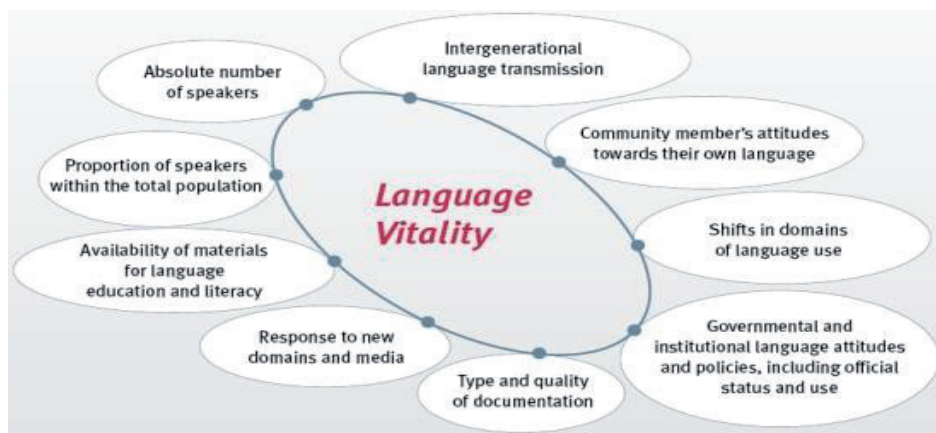 Intergenerational
language transmission
Absolute number
of speakers
Community member's attitudes
towards their own language
Proportion of speakers
within the total population
Language
Vitality
Shifts in domains
of language use
Availability of materials
for language
education and literacy
Governmental and
institutional language attitudes
and policies, including official
status and use
Response to new
domains and media
Type and quality
of documentation